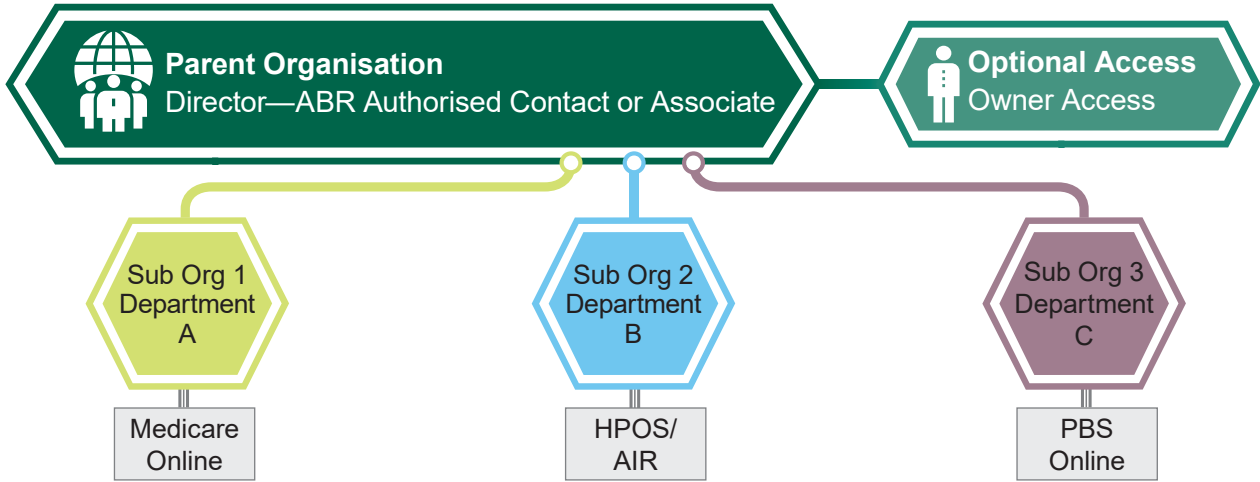 Parent Organisation
Director—ABR Authorised Contact or Associate
Optional Access
Owner Access
Sub Org 1
Department
A
Sub Org 2
Department
B
Sub Org 3
Department
C
Medicare
Online
HPOS/
AIR
PBS
Online